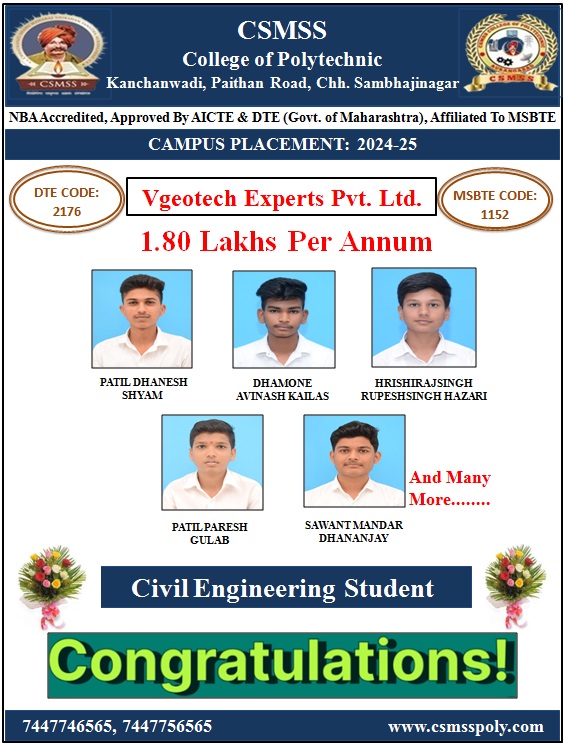 CSMSS
College of Polytechnic
Kanchanwadi, Paithan Road, Chh. Sambhajinagar
CSMSS
CSMSS
NBA Accredited, Approved By AICTE & DTE (Govt. of Maharashtra), Affiliated To MSBTE
CAMPUS PLACEMENT: 2024-25
DTE CODE:
2176
Vgeotech Experts Pvt. Ltd.
MSBTE CODE:
1152
1.80 Lakhs Per Annum
PATIL DHANESH
SHYAM
DHAMONE
AVINASH KAILAS
HRISHIRAJSINGH
RUPESHSINGH HAZARI
PATIL PARESH
GULAB
SAWANT MANDAR
DHANANJAY
And Many
More........
Civil Engineering Student
Congratulations!
7447746565, 7447756565
www.csmsspoly.com